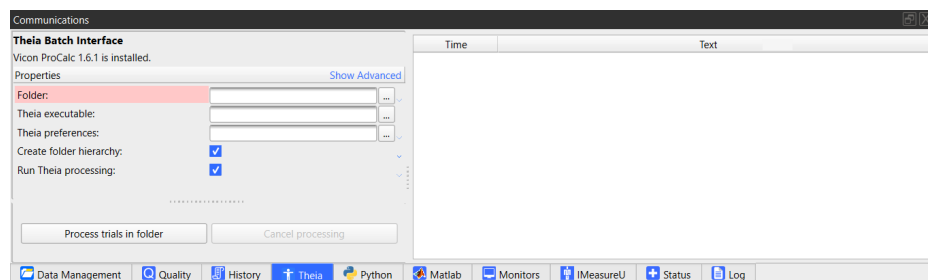 Communications
Theia Batch Interface
Vicon ProCalc 1.6.1 is installed.
Properties Show Advanced
Folder: ...
Theia executable: ...
Theia preferences: ...
Create folder hierarchy:
Run Theia processing:
Process trials in folder Cancel processing
Time Text
Data Management Quality History Theia Python Matlab Monitors IMeasureU Status Log